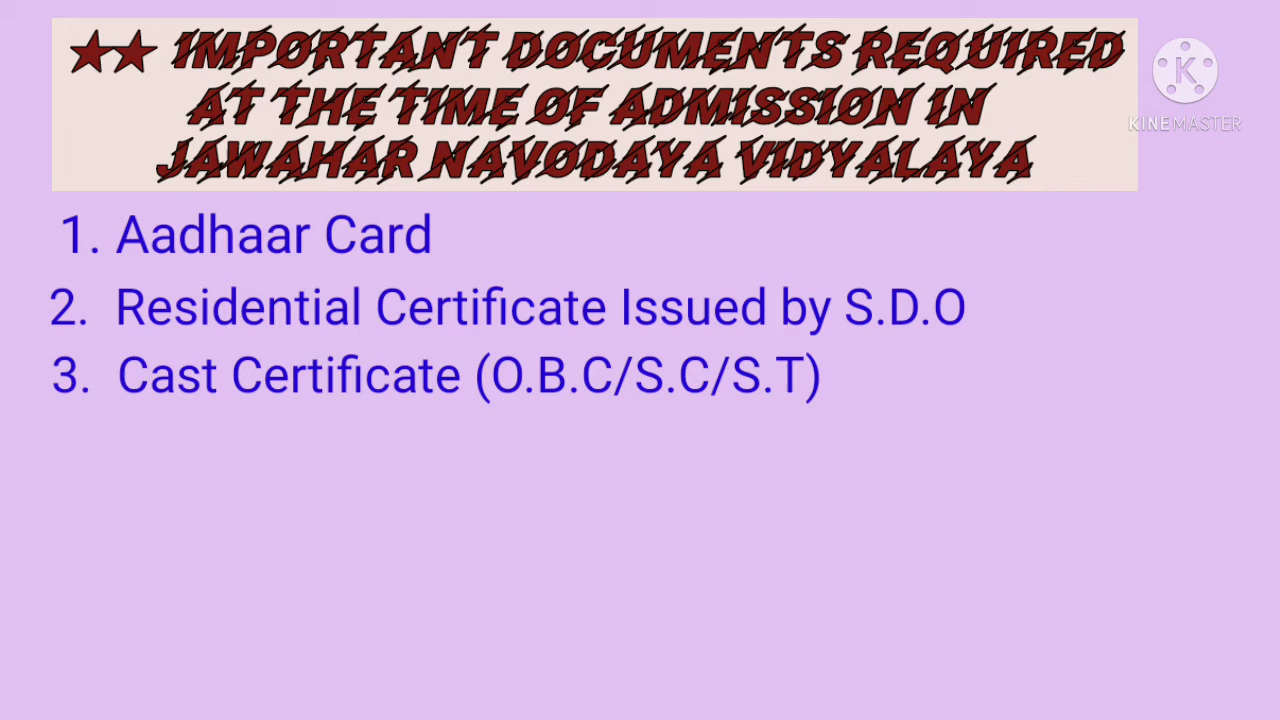 ★★ IMPORTANT DOCUMENTS REQUIRED
AT THE TIME OF ADMISSION IN
JAWAHAR NAVODAYA VIDYALAYA
K
KINEMASTER
1. Aadhaar Card
2. Residential Certificate Issued by S.D.O
3. Cast Certificate (O.B.C/S.C/S.T)